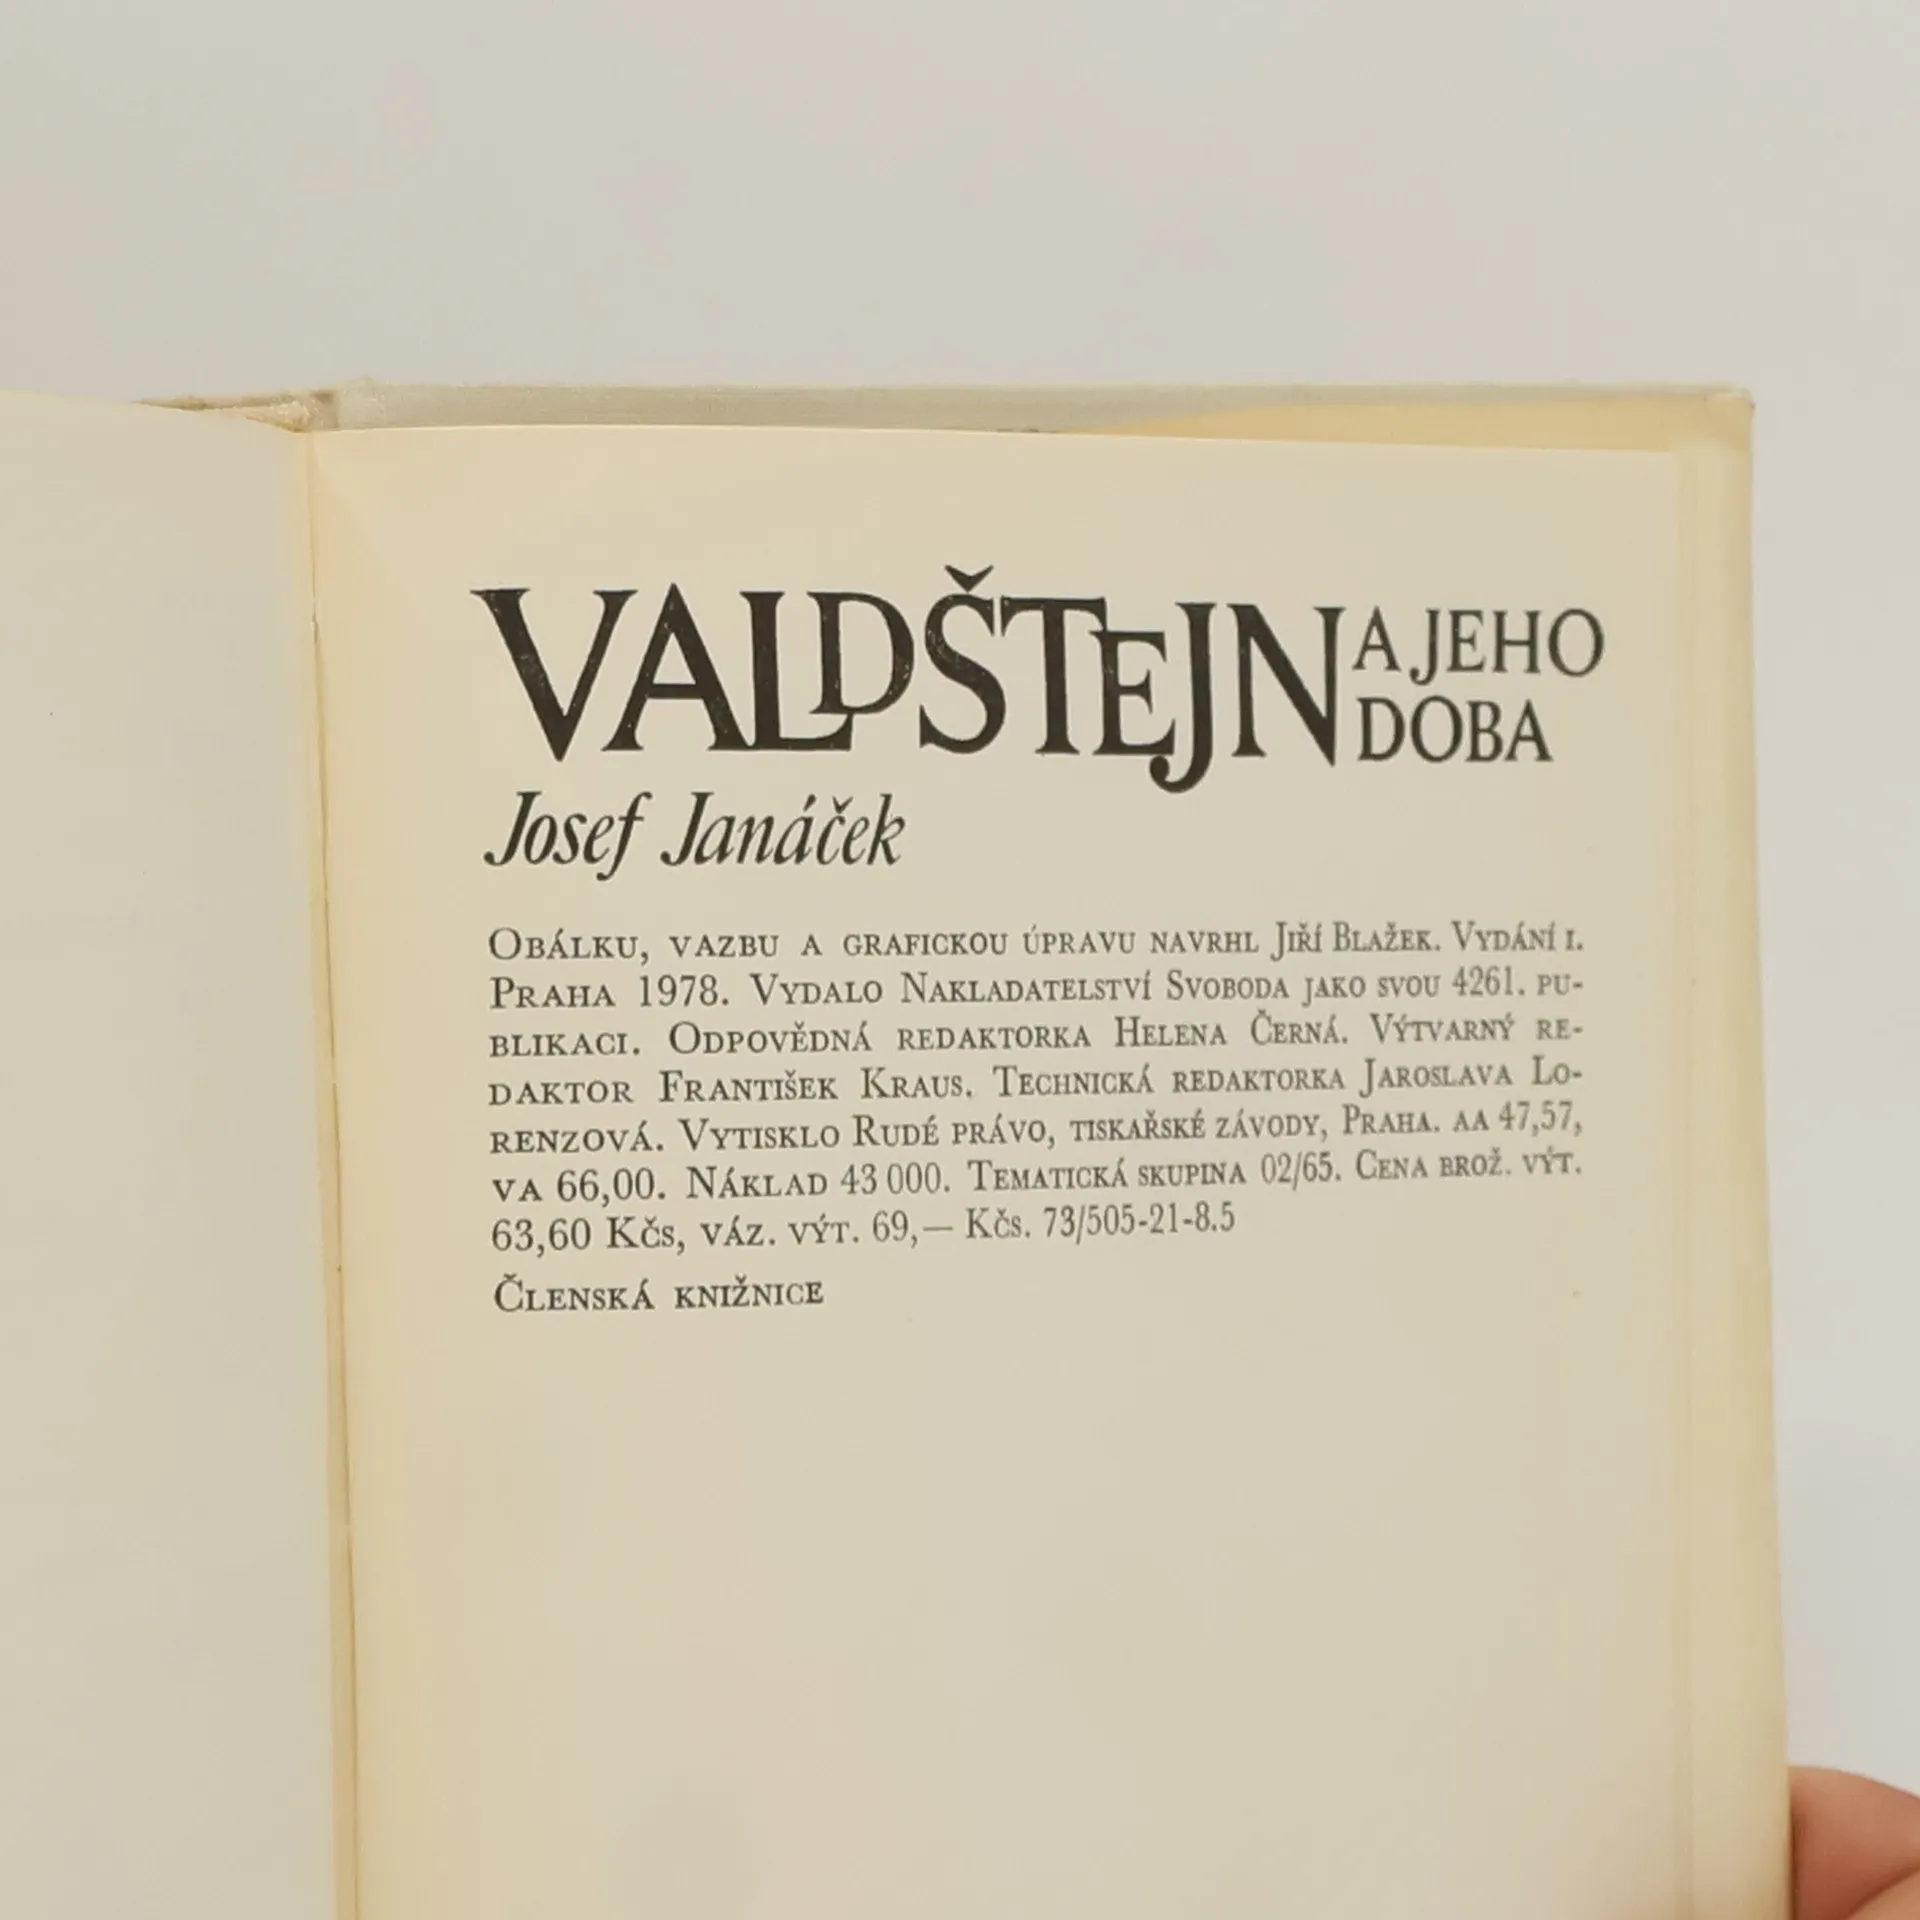 VALDŠTEJN A JEHO
DOBA
Josef Janáček
Obálku, vazbu a grafickou úpravu navrhl Jiří Blažek. Vydání i.
Praha 1978. Vydalo Nakladatelství Svoboda jako svou 4261. pu-
blikaci. Odpovědná redaktorka Helena Černá. Výtvarný re-
daktor František Kraus. Technická redaktorka Jaroslava Lo-
renzová. Vytisklo Rudé právo, tiskařské závody, Praha. aa 47,57,
va 66,00. Náklad 43 000. Tematická skupina 02/65. Cena brož. výt.
63,60 Kčs, váz. výt. 69,— Kčs. 73/505-21-8.5
Členská knižnice